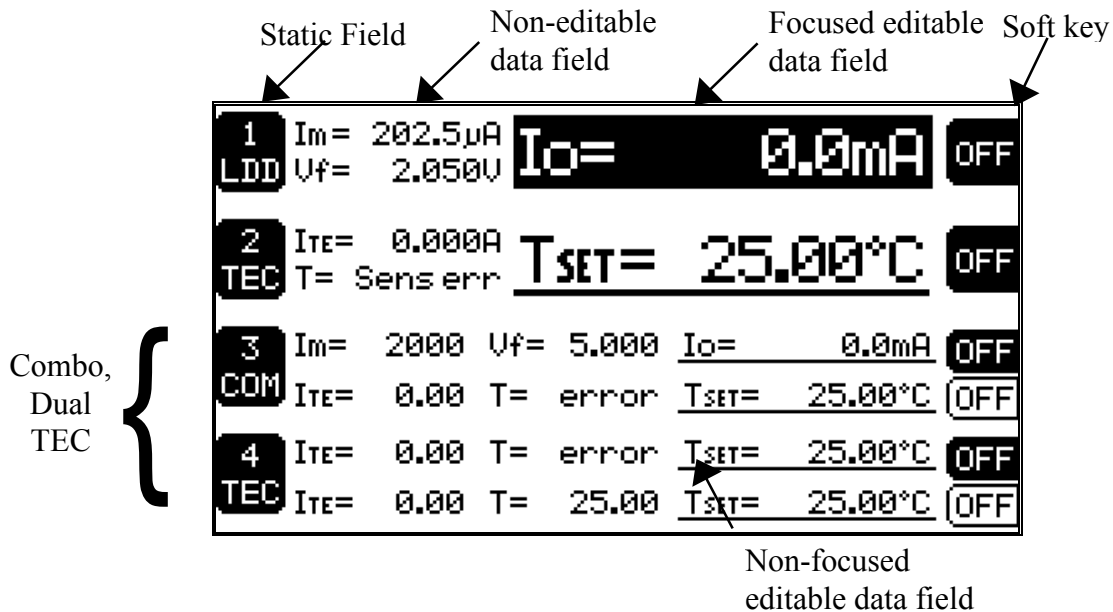 Static Field
Non-editable
data field
Focused editable
data field
Soft key
1
LDD
Im= 202.5µA
Vf= 2.050V
Io= 0.0mA
OFF
2
TEC
ITE= 0.000A
T= Sens err
TSET= 25.00°C
OFF
Combo,
Dual
TEC
3
COM
Im= 2000 Vf= 5.000 Io= 0.0mA OFF
ITE= 0.00 T= error TSET= 25.00°C OFF
4
TEC
ITE= 0.00 T= error TSET= 25.00°C OFF
ITE= 0.00 T= 25.00 TSET= 25.00°C OFF
Non-focused
editable data field